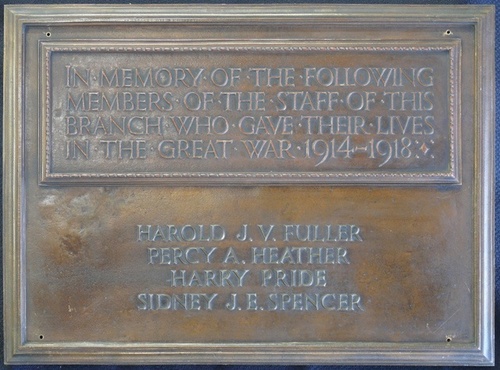 IN·MEMORY·OF·THE·FOLLOWING
MEMBERS·OF·THE·STAFF·OF·THIS
BRANCH·WHO·GAVE·THEIR·LIVES
IN·THE·GREAT·WAR·1914–1918
HAROLD J. V. FULLER
PERCY A. HEATHER
HARRY PRIDE
SIDNEY J. E. SPENCER